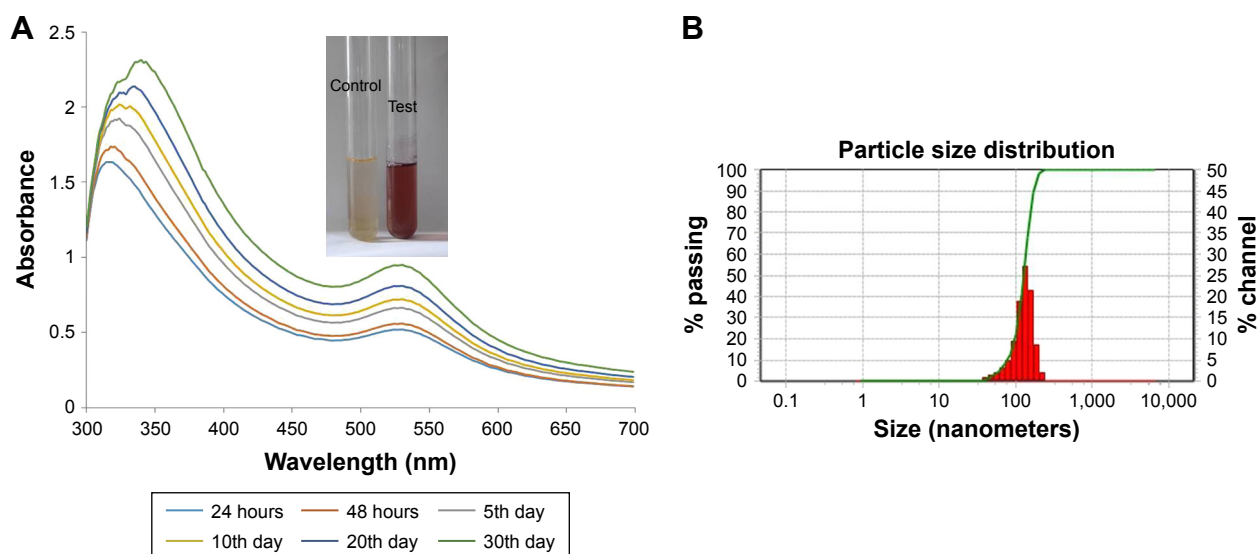 A
Absorbance
2.5
2
1.5
1
0.5
0
300 350 400 450 500 550 600 650 700
Wavelength (nm)
Control
Test
24 hours 48 hours 5th day
10th day 20th day 30th day
B
Particle size distribution
% passing
100
90
80
70
60
50
40
30
20
10
0
% channel
50
45
40
35
30
25
20
15
10
5
0
0.1 1 10 100 1,000 10,000
Size (nanometers)